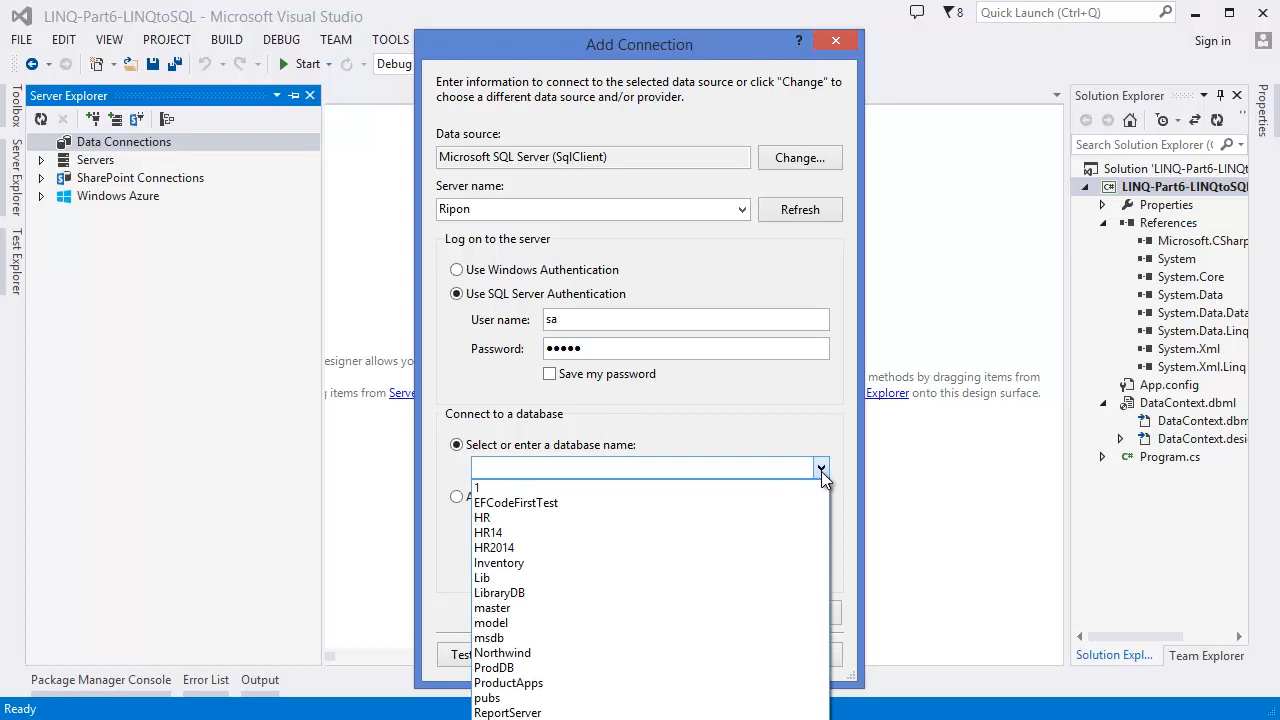 LINQ-Part6-LINQtoSQL - Microsoft Visual Studio
8
Quick Launch (Ctrl+Q)
FILE EDIT VIEW PROJECT BUILD DEBUG TEAM TOOLS
Sign in
Start
Debug
Toolbox
Server Explorer
Test Explorer
Server Explorer
Data Connections
Servers
SharePoint Connections
Windows Azure
esigner allows yo
g items from Serve
methods by dragging items from
Explorer onto this design surface.
Add Connection
?
Enter information to connect to the selected data source or click "Change" to
choose a different data source and/or provider.
Data source:
Microsoft SQL Server (SqlClient)
Change...
Server name:
Ripon
Refresh
Log on to the server
Use Windows Authentication
Use SQL Server Authentication
User name:
sa
Password:
●●●●●
Save my password
Connect to a database
Select or enter a database name:
A
1
EFCodeFirstTest
HR
HR14
HR2014
Inventory
Lib
LibraryDB
master
model
msdb
Northwind
ProdDB
ProductApps
pubs
ReportServer
Test
Solution Explorer
Search Solution Explorer (C
Solution 'LINQ-Part6-LINQt
LINQ-Part6-LINQtoSQL
Properties
References
Microsoft.CSharp
System
System.Core
System.Data
System.Data.Data
System.Data.Linq
System.Xml
System.Xml.Linq
App.config
DataContext.dbml
DataContext.dbm
DataContext.desi
Program.cs
Solution Expl...
Team Explorer
Properties
Package Manager Console
Error List
Output
Ready